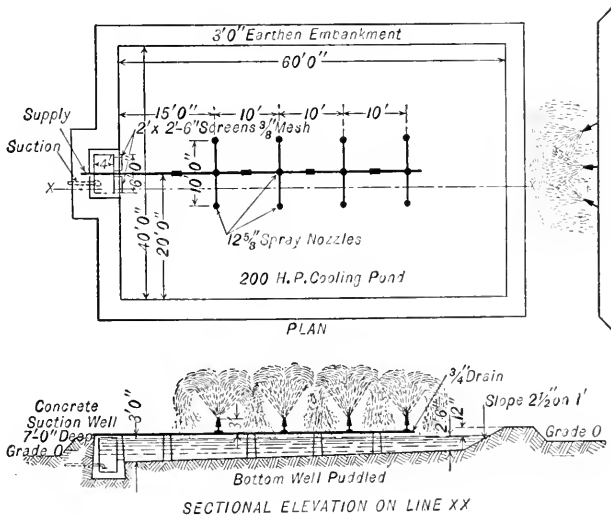 3'0" Earthen Embankment
60'0"
15'0" 10' 10' 10'
Supply
2' x 2'-6" Screens 3/8" Mesh
Suction
4'
6'0"
10'0"
X X
40'0"
20'0"
12 5/8" Spray Nozzles
200 H.P. Cooling Pond
PLAN
3/4" Drain
Concrete
Suction Well
7-0" Deep
Grade 0
3'0"
3'
2'-6"
12"
Slope 2 1/2 on 1'
Grade 0
Bottom Well Puddled
SECTIONAL ELEVATION ON LINE XX